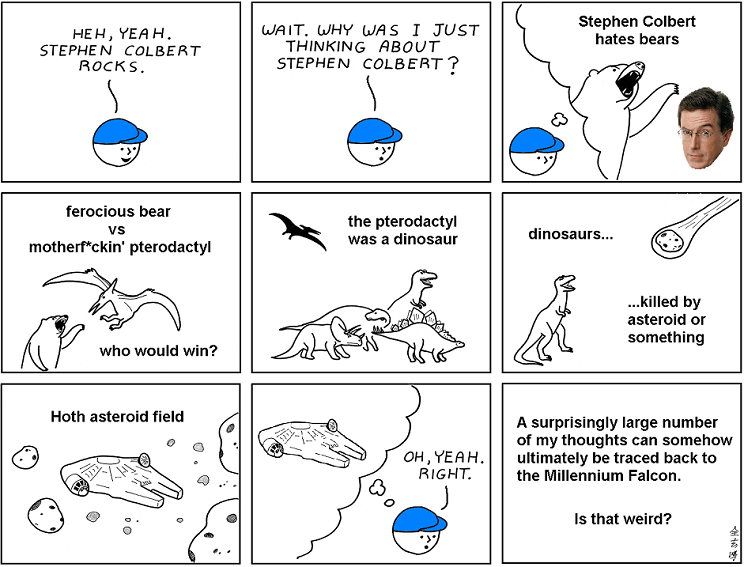 HEH, YEAH.
STEPHEN COLBERT
ROCKS.
WAIT. WHY WAS I JUST
THINKING ABOUT
STEPHEN COLBERT?
Stephen Colbert
hates bears
ferocious bear
vs
motherf*ckin' pterodactyl
who would win?
the pterodactyl
was a dinosaur
dinosaurs...
...killed by
asteroid or
something
Hoth asteroid field
OH, YEAH.
RIGHT.
A surprisingly large number
of my thoughts can somehow
ultimately be traced back to
the Millennium Falcon.
Is that weird?